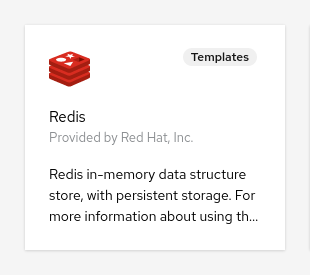 Templates
Redis
Provided by Red Hat, Inc.
Redis in-memory data structure
store, with persistent storage. For
more information about using th...